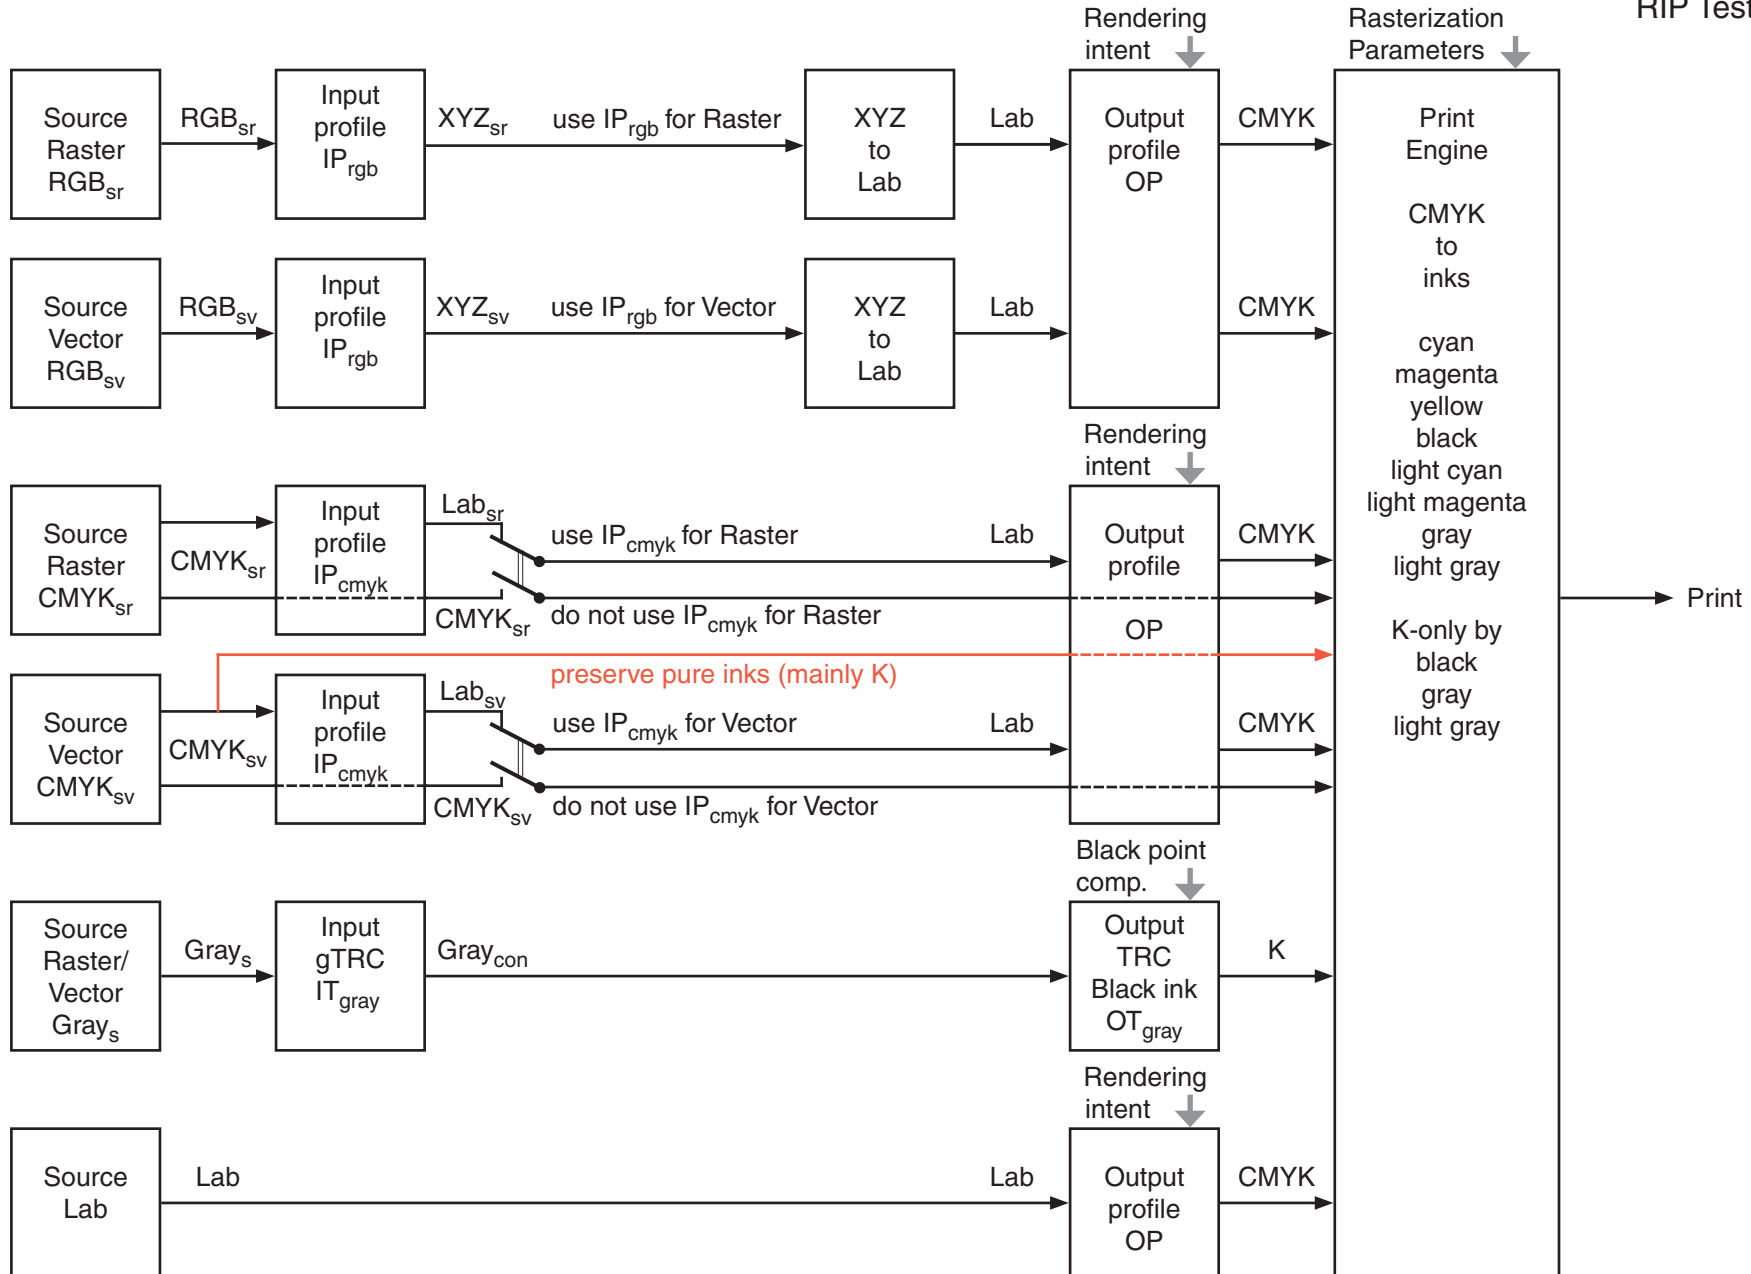 RIP Test
Rendering
intent
Rasterization
Parameters
Source
Raster
RGBsr
RGBsr
Input
profile
IPrgb
XYZsr
use IPrgb for Raster
XYZ
to
Lab
Lab
Output
profile
OP
CMYK
Print
Engine
CMYK
to
inks
cyan
magenta
yellow
black
light cyan
light magenta
gray
light gray
K-only by
black
gray
light gray
Print
Source
Vector
RGBsv
RGBsv
Input
profile
IPrgb
XYZsv
use IPrgb for Vector
XYZ
to
Lab
Lab
CMYK
Rendering
intent
Source
Raster
CMYKsr
CMYKsr
Input
profile
IPcmyk
Labsr
CMYKsr
use IPcmyk for Raster
do not use IPcmyk for Raster
Lab
Output
profile
OP
CMYK
preserve pure inks (mainly K)
Source
Vector
CMYKsv
CMYKsv
Input
profile
IPcmyk
Labsv
CMYKsv
use IPcmyk for Vector
do not use IPcmyk for Vector
Lab
CMYK
Black point
comp.
Source
Raster/
Vector
Grays
Grays
Input
gTRC
ITgray
Graycon
Output
TRC
Black ink
OTgray
K
Rendering
intent
Source
Lab
Lab
Lab
Output
profile
OP
CMYK